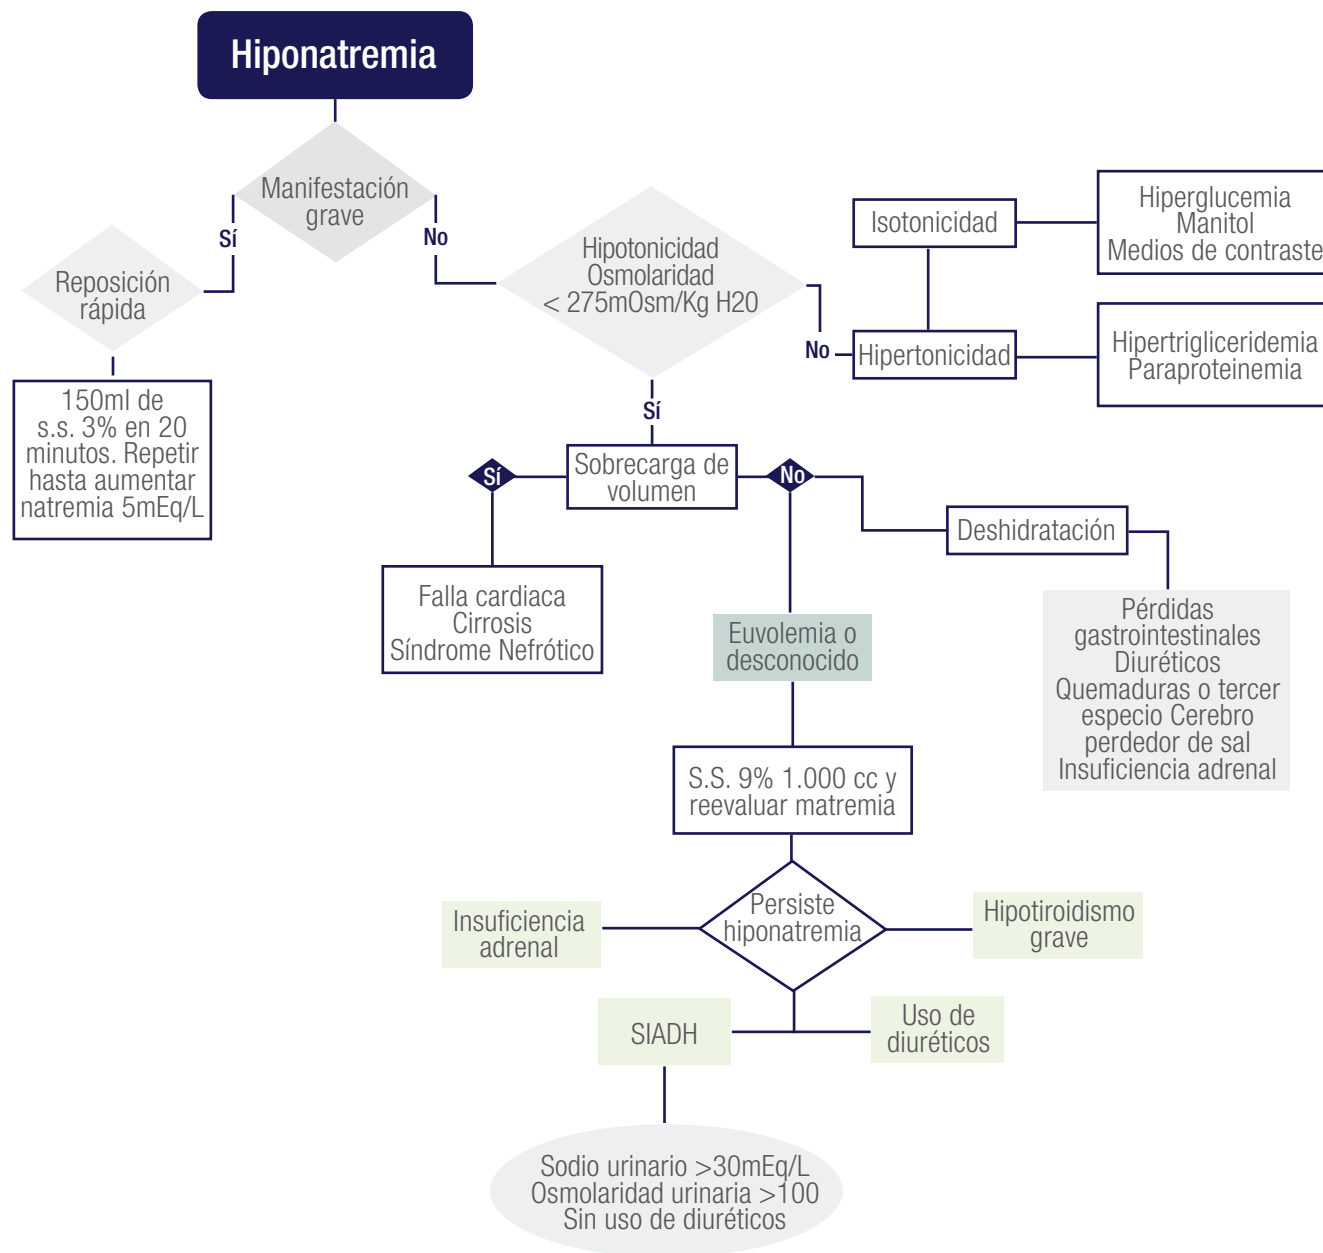 Hiponatremia
Manifestación
grave
Sí
No
Reposición
rápida
150ml de
s.s. 3% en 20
minutos. Repetir
hasta aumentar
natremia 5mEq/L
Hipotonicidad
Osmolaridad
< 275mOsm/Kg H20
No
Isotonicidad
Hiperglucemia
Manitol
Medios de contraste
Hipertonicidad
Hipertrigliceridemia
Paraproteinemia
Sí
Sobrecarga de
volumen
Sí
No
Falla cardiaca
Cirrosis
Síndrome Nefrótico
Deshidratación
Pérdidas
gastrointestinales
Diuréticos
Quemaduras o tercer
especio Cerebro
perdedor de sal
Insuficiencia adrenal
Euvolemia o
desconocido
S.S. 9% 1.000 cc y
reevaluar matremia
Persiste
hiponatremia
Insuficiencia
adrenal
Hipotiroidismo
grave
SIADH
Uso de
diuréticos
Sodio urinario >30mEq/L
Osmolaridad urinaria >100
Sin uso de diuréticos